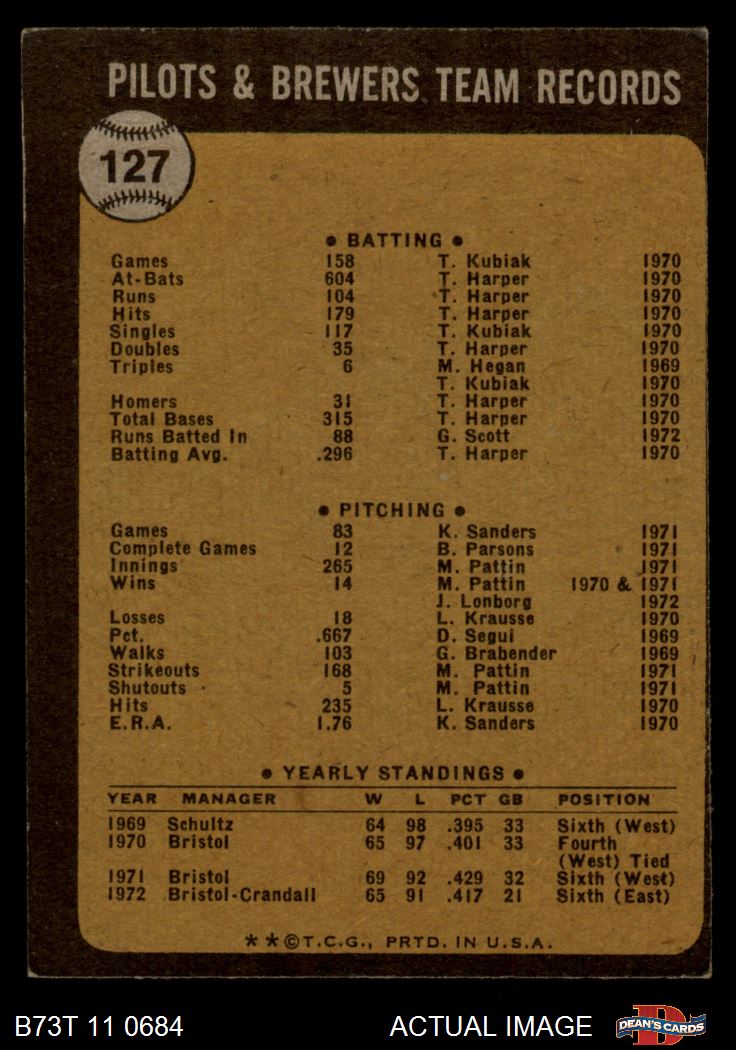 PILOTS & BREWERS TEAM RECORDS
127
• BATTING •
Games 158 T. Kubiak 1970
At-Bats 604 T. Harper 1970
Runs 104 T. Harper 1970
Hits 179 T. Harper 1970
Singles 117 T. Kubiak 1970
Doubles 35 T. Harper 1970
Triples 6 M. Hegan 1969
T. Kubiak 1970
Homers 31 T. Harper 1970
Total Bases 315 T. Harper 1970
Runs Batted In 88 G. Scott 1972
Batting Avg. .296 T. Harper 1970
• PITCHING •
Games 83 K. Sanders 1971
Complete Games 12 B. Parsons 1971
Innings 265 M. Pattin 1971
Wins 14 M. Pattin 1970 & 1971
J. Lonborg 1972
Losses 18 L. Krausse 1970
Pct. .667 D. Segui 1969
Walks 103 G. Brabender 1969
Strikeouts 168 M. Pattin 1971
Shutouts 5 M. Pattin 1971
Hits 235 L. Krausse 1970
E.R.A. 1.76 K. Sanders 1970
• YEARLY STANDINGS •
YEAR MANAGER W L PCT GB POSITION
1969 Schultz 64 98 .395 33 Sixth (West)
1970 Bristol 65 97 .401 33 Fourth
(West) Tied
1971 Bristol 69 92 .429 32 Sixth (West)
1972 Bristol-Crandall 65 91 .417 21 Sixth (East)
**©T.C.G., PRTD. IN U.S.A.
B73T 11 0684 ACTUAL IMAGE D DEAN'S CARDS